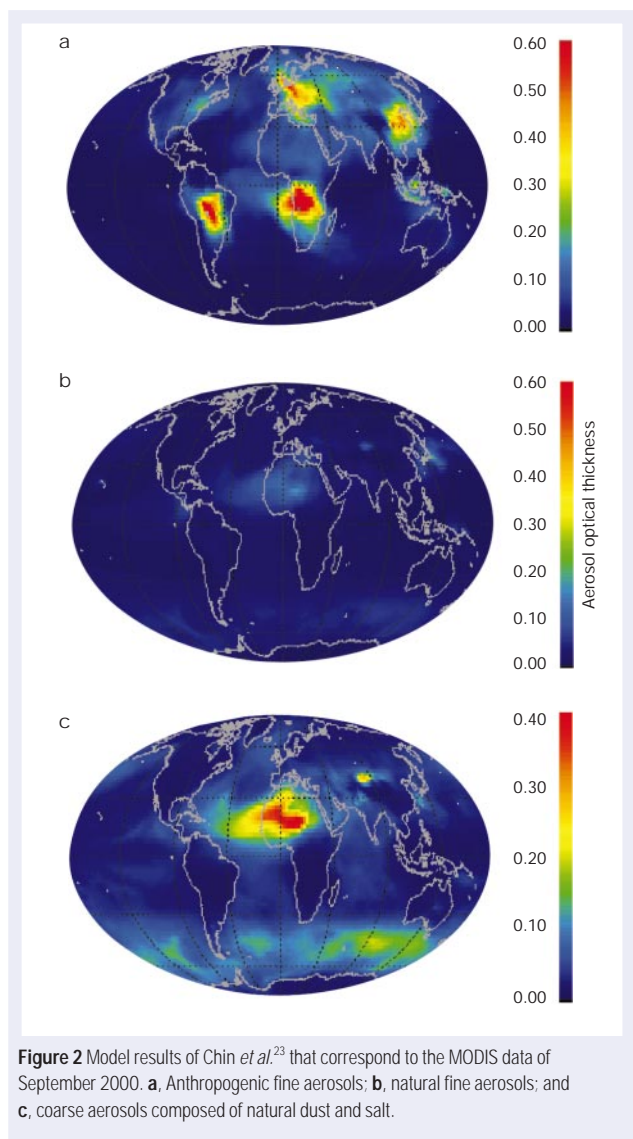 a
0.60
0.50
0.40
0.30
0.20
0.10
0.00
b
0.60
0.50
0.40
0.30
0.20
0.10
0.00
Aerosol optical thickness
c
0.40
0.30
0.20
0.10
0.00
Figure 2 Model results of Chin et al.23 that correspond to the MODIS data of
September 2000. a, Anthropogenic fine aerosols; b, natural fine aerosols; and
c, coarse aerosols composed of natural dust and salt.